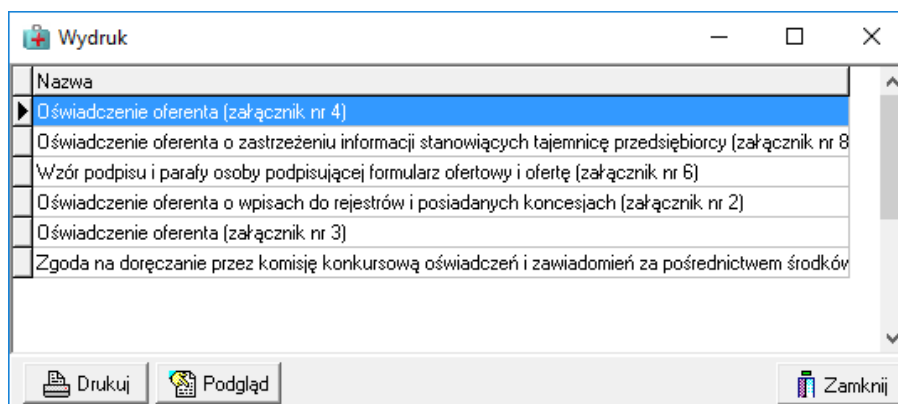 Wydruk
Nazwa
Oświadczenie oferenta (załącznik nr 4)
Oświadczenie oferenta o zastrzeżeniu informacji stanowiących tajemnicę przedsiębiorcy (załącznik nr 8
Wzór podpisu i parafy osoby podpisującej formularz ofertowy i ofertę (załącznik nr 6)
Oświadczenie oferenta o wpisach do rejestrów i posiadanych koncesjach (załącznik nr 2)
Oświadczenie oferenta (załącznik nr 3)
Zgoda na doręczanie przez komisję konkursową oświadczeń i zawiadomień za pośrednictwem środków
Drukuj Podgląd Zamknij